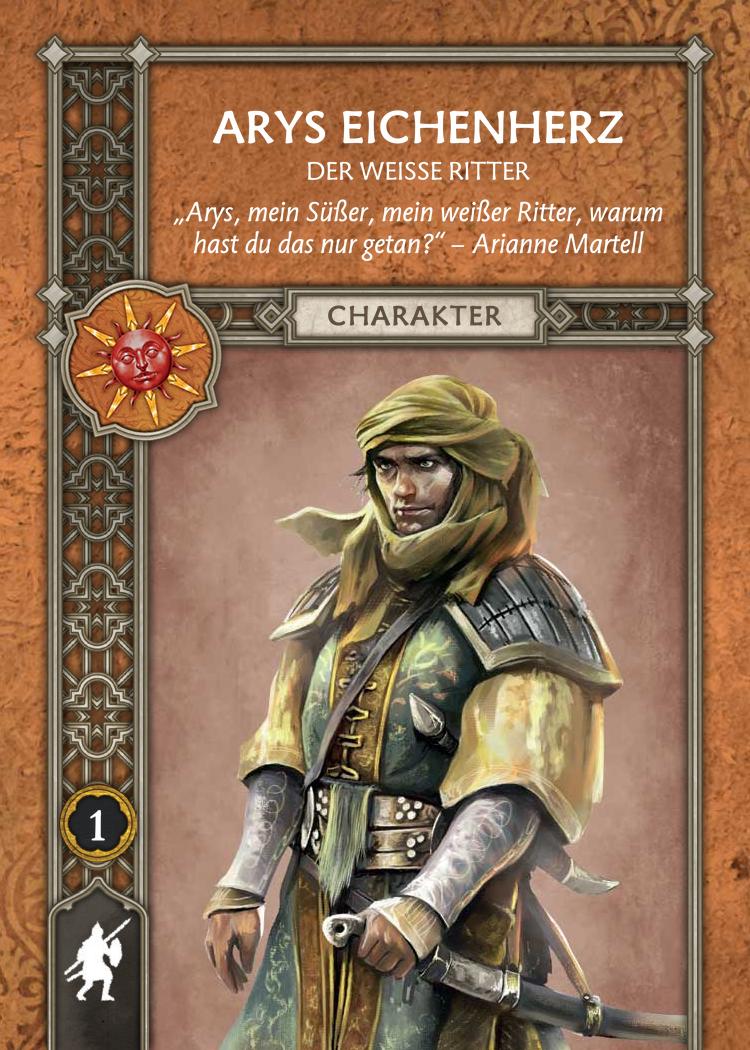 ARYS EICHENHERZ
DER WEISSE RITTER
„Arys, mein Süßer, mein weißer Ritter, warum
hast du das nur getan?“ – Arianne Martell
CHARAKTER
1